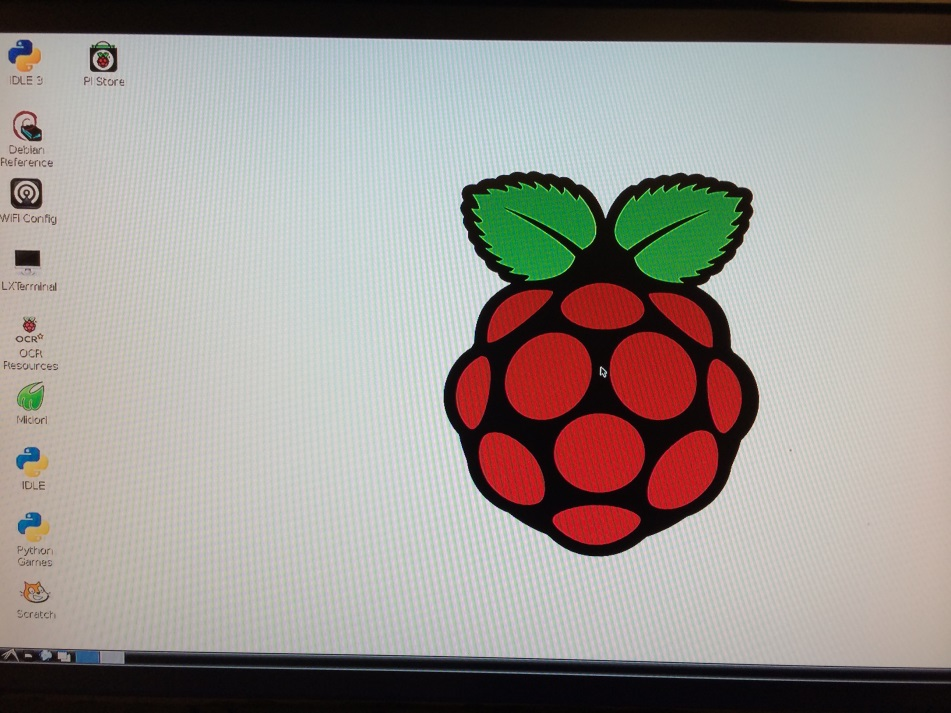 IDLE 3
Pi Store
Debian
Reference
WiFi Config
LXTerminal
OCR
OCR
Resources
Midori
IDLE
Python
Games
Scratch